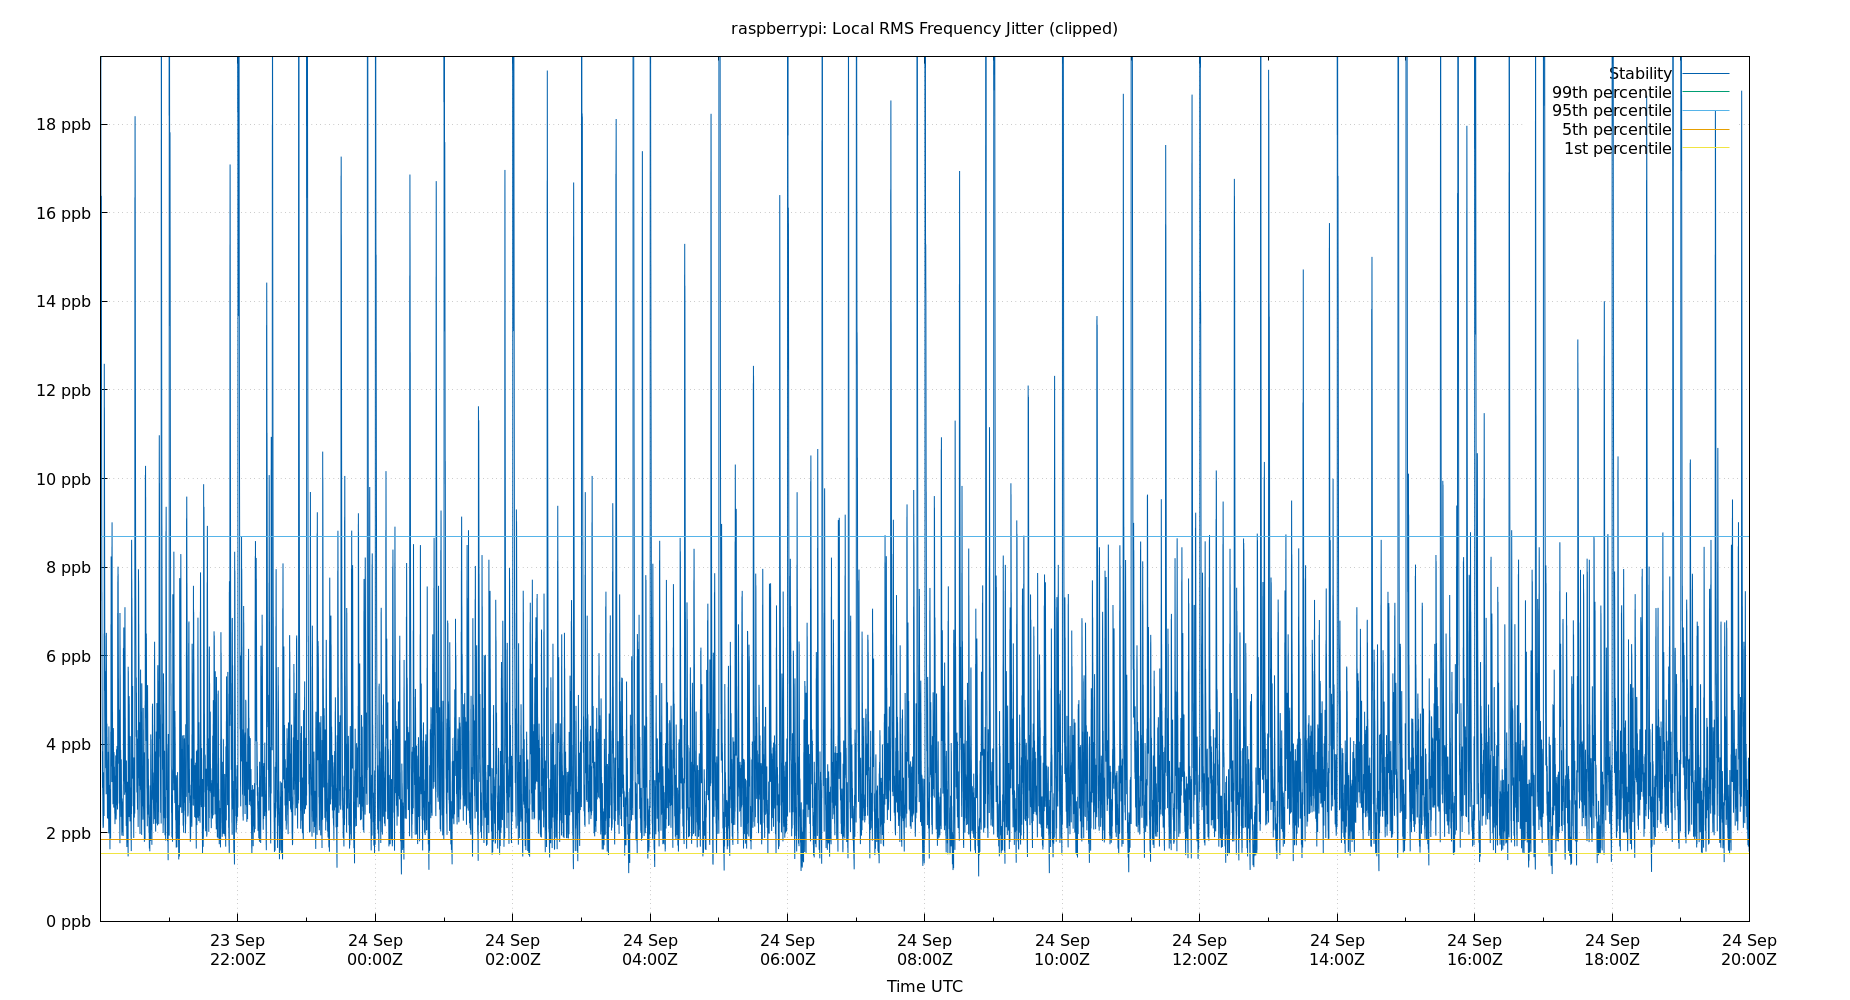 raspberrypi: Local RMS Frequency Jitter (clipped)
Stability
99th percentile
95th percentile
5th percentile
1st percentile
18 ppb
16 ppb
14 ppb
12 ppb
10 ppb
8 ppb
6 ppb
4 ppb
2 ppb
0 ppb
23 Sep 24 Sep 24 Sep 24 Sep 24 Sep 24 Sep 24 Sep 24 Sep 24 Sep 24 Sep 24 Sep 24 Sep
22:00Z 00:00Z 02:00Z 04:00Z 06:00Z 08:00Z 10:00Z 12:00Z 14:00Z 16:00Z 18:00Z 20:00Z
Time UTC